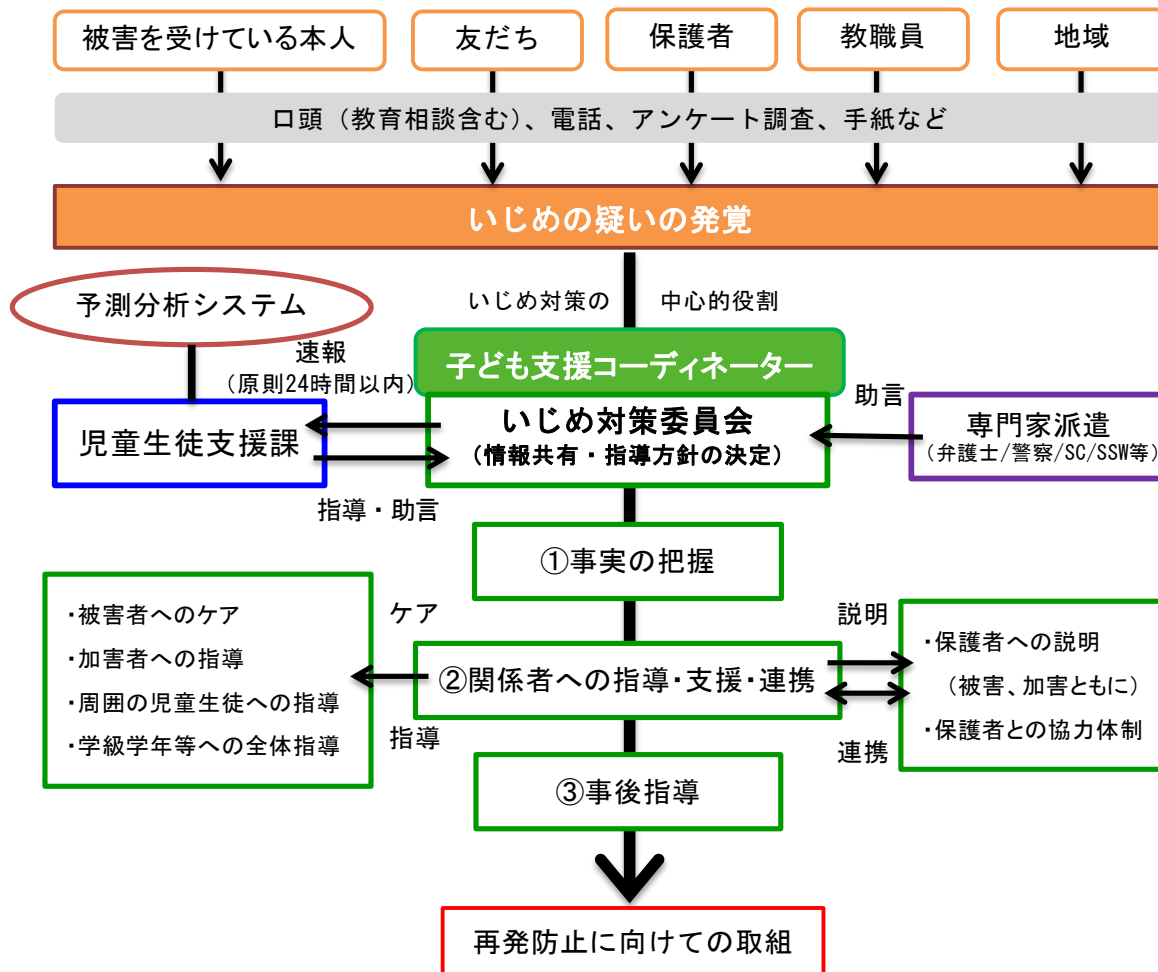 被害を受けている本人
友だち
保護者
教職員
地域
口頭（教育相談含む）、電話、アンケート調査、手紙など
いじめの疑いの発覚
いじめ対策の 中心的役割
予測分析システム
速報
（原則24時間以内）
子ども支援コーディネーター
いじめ対策委員会
（情報共有・指導方針の決定）
児童生徒支援課
指導・助言
助言
専門家派遣
（弁護士/警察/SC/SSW等）
①事実の把握
・被害者へのケア
・加害者への指導
・周囲の児童生徒への指導
・学級学年等への全体指導
ケア
指導
②関係者への指導・支援・連携
説明
連携
・保護者への説明
（被害、加害ともに）
・保護者との協力体制
③事後指導
再発防止に向けての取組